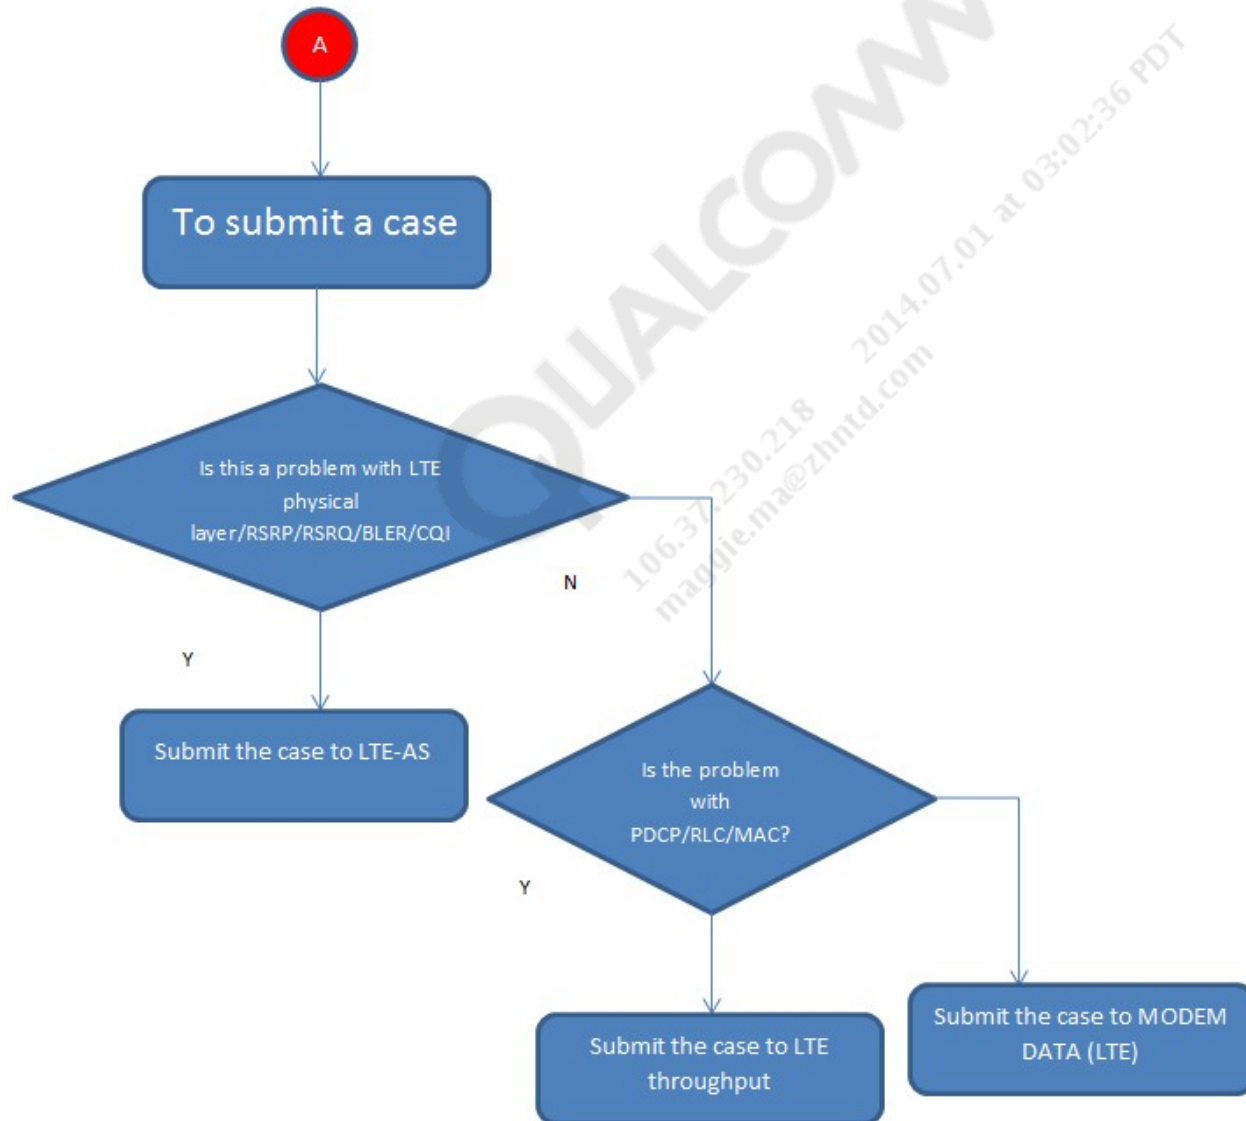 A
To submit a case
Is this a problem with LTE
physical
layer/RSRP/RSRQ/BLER/CQI
N
Y
Submit the case to LTE-AS
Is the problem
with
PDCP/RLC/MAC?
Y
Submit the case to MODEM
DATA (LTE)
Submit the case to LTE
throughput
QUALCOMM
106.37.230.218 2014.07.01 at 03:02:36 PDT
maggie.ma@zhntd.com